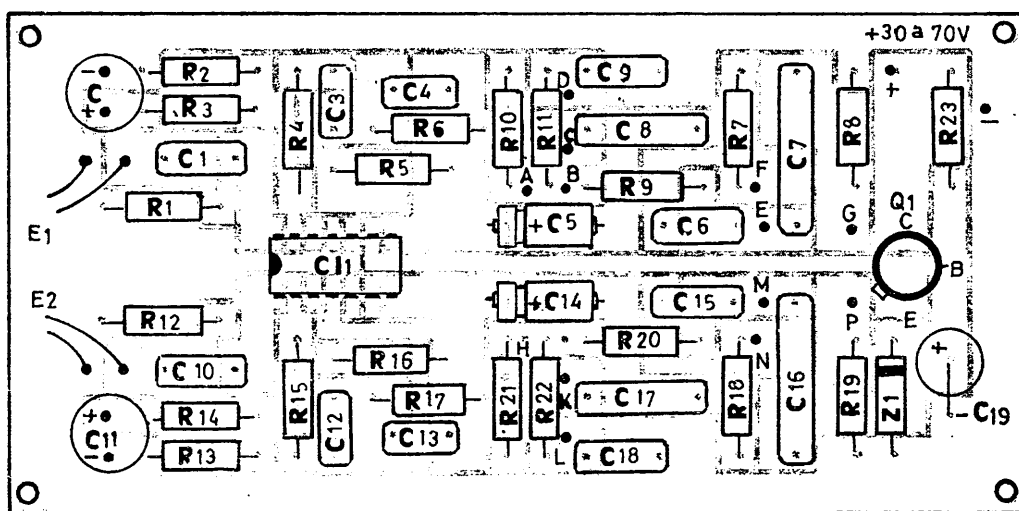 +30 a 70V
- R2
C
+ R3
R4
C3
C4
R6
R5
R10
R11
D
C
B
A
C9
C8
R9
R7
F
E
C7
R8
G
+
R23
-
C1
R1
E1
C5
+
C6
Q1
C
B
E
CI1
E2
R12
C10
+
C11
-
R14
R13
R15
C12
R16
R17
C13
H
R21
R22
K
L
+
C14
C15
R20
C17
C18
M
N
R18
C16
P
R19
Z1
+
-
C19